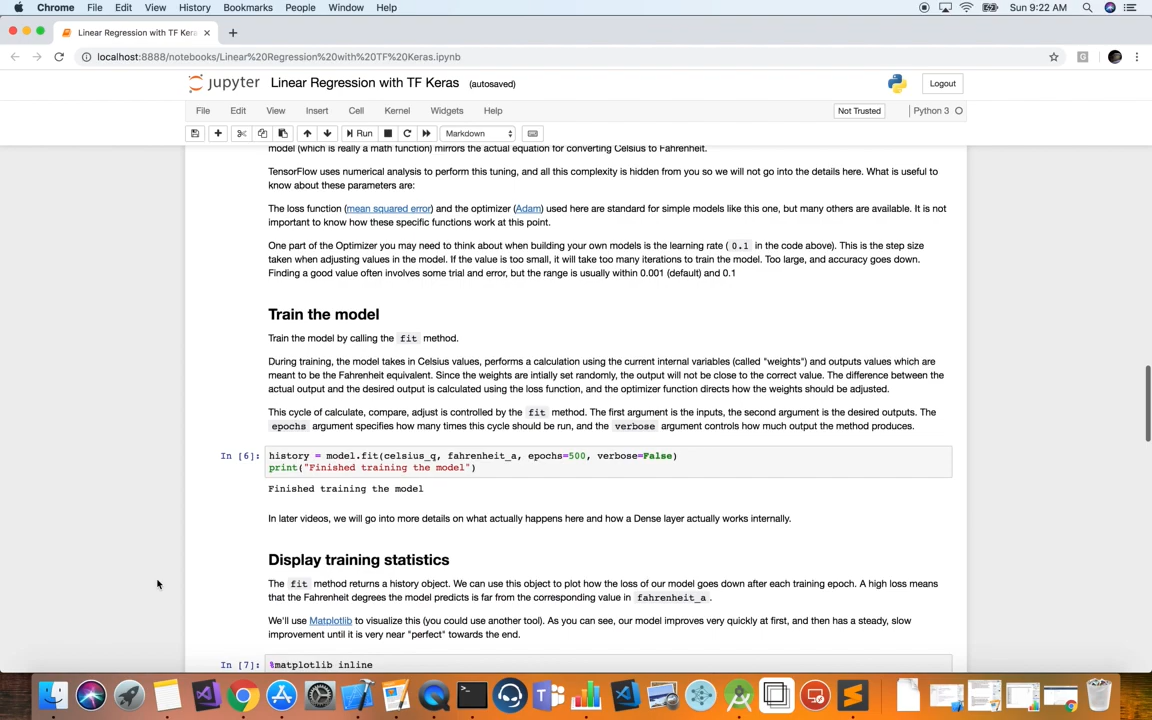 Chrome File Edit View History Bookmarks People Window Help Sun 9:22 AM
Linear Regression with TF Kera
localhost:8888/notebooks/Linear%20Regression%20with%20TF%20Keras.ipynb
jupyter Linear Regression with TF Keras (autosaved) Logout
File Edit View Insert Cell Kernel Widgets Help Not Trusted Python 3
Run Markdown
model (which is really a math function) mirrors the actual equation for converting Celsius to Fahrenheit.
TensorFlow uses numerical analysis to perform this tuning, and all this complexity is hidden from you so we will not go into the details here. What is useful to
know about these parameters are:
The loss function (mean squared error) and the optimizer (Adam) used here are standard for simple models like this one, but many others are available. It is not
important to know how these specific functions work at this point.
One part of the Optimizer you may need to think about when building your own models is the learning rate ( 0.1 in the code above). This is the step size
taken when adjusting values in the model. If the value is too small, it will take too many iterations to train the model. Too large, and accuracy goes down.
Finding a good value often involves some trial and error, but the range is usually within 0.001 (default) and 0.1
Train the model
Train the model by calling the fit method.
During training, the model takes in Celsius values, performs a calculation using the current internal variables (called "weights") and outputs values which are
meant to be the Fahrenheit equivalent. Since the weights are intially set randomly, the output will not be close to the correct value. The difference between the
actual output and the desired output is calculated using the loss function, and the optimizer function directs how the weights should be adjusted.
This cycle of calculate, compare, adjust is controlled by the fit method. The first argument is the inputs, the second argument is the desired outputs. The
epochs argument specifies how many times this cycle should be run, and the verbose argument controls how much output the method produces.
In [6]: history = model.fit(celsius_q, fahrenheit_a, epochs=500, verbose=False)
print("Finished training the model")
Finished training the model
In later videos, we will go into more details on what actually happens here and how a Dense layer actually works internally.
Display training statistics
The fit method returns a history object. We can use this object to plot how the loss of our model goes down after each training epoch. A high loss means
that the Fahrenheit degrees the model predicts is far from the corresponding value in fahrenheit_a .
We'll use Matplotlib to visualize this (you could use another tool). As you can see, our model improves very quickly at first, and then has a steady, slow
improvement until it is very near "perfect" towards the end.
In [7]: %matplotlib inline